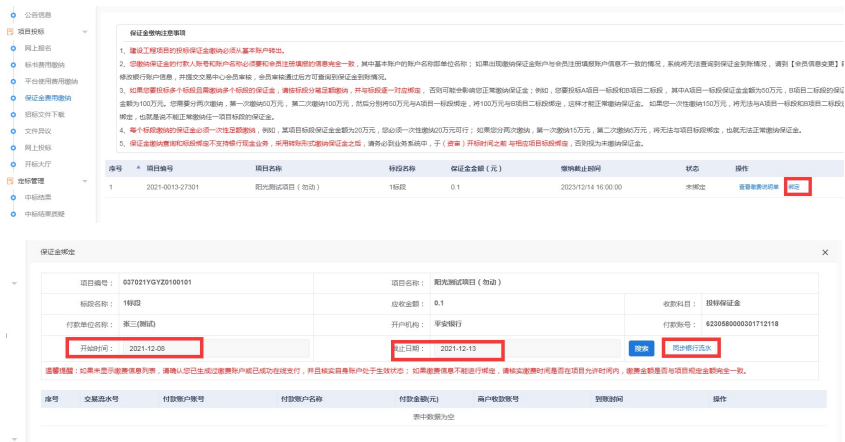 公告信息
项目投标
网上报名
标书费用缴纳
平台使用费用缴纳
保证金费用缴纳
招标文件下载
文件异议
网上投标
开标大厅
定标管理
中标结果
中标结果质疑
保证金缴纳注意事项
1、建设工程项目的投标保证金缴纳必须从基本账户转出。
2、您缴纳保证金的付款人账号和账户名称必须要和会员注册填报的信息完全一致，其中基本账户的账户名称即单位名称；如果出现缴纳保证金账户与会员注册填报账户信息不一致的情况，系统将无法查询到保证金到账情况。请到【会员信息变更】
修改银行账户信息，并提交交易中心会员审核，会员审核通过后方可查询到保证金到账情况。
3、如果您要投标多个标段且需缴纳多个标段的保证金，请按标段分笔足额缴纳，并与标段逐一对应绑定，否则可能会影响您正常缴纳保证金；例如，您要投标A项目一标段和B项目二标段，其中A项目一标段保证金金额为50万元，B项目二标段的保证
金额为100万元。您需要分两次缴纳，第一次缴纳50万元，第二次缴纳100万元，然后分别将50万元与A项目一标段绑定，将100万元与B项目二标段绑定，这样才能正常缴纳保证金。如果您一次性缴纳150万元，将无法与A项目一标段和B项目二标段
定，也就是说不能正常缴纳任一项目标段的保证金。
4、每个标段缴纳的保证金必须一次性足额缴纳，例如，某项目标段保证金金额为20万元，您必须一次性缴纳20万元可行；如果您分两次缴纳，第一次缴纳15万元，第二次缴纳5万元，将无法与项目标段绑定，也就无法正常缴纳保证金。
5、保证金缴费查询和标段绑定不支持银行现金业务，采用转账形式缴纳保证金之后，请务必到业务系统中，于（资审）开标时间之前 与相应项目标段绑定，否则视为未缴纳保证金。
序号 项目编号 项目名称 标段名称 保证金金额（元） 缴纳截止时间 状态 操作
1 2021-0013-27301 阳光测试项目（勿动） 1标段 0.1 2023/12/14 16:00:00 未绑定 查看缴费说明单 绑定
保证金绑定 ×
项目编号： 037021YGYZ0100101 项目名称： 阳光测试项目（勿动）
标段名称： 1标段 应收金额： 0.1 收款科目： 投标保证金
付款单位名称： 张三(测试) 开户机构： 平安银行 付款账号： 6230580000301712118
开始时间： 2021-12-08 截止日期： 2021-12-13 搜索 同步银行流水
温馨提醒：如果未显示缴费信息列表，请确认您已生成过缴费账户或已成功在线支付，并且核实自身账户处于生效状态； 如果缴费信息不能进行绑定，请核实缴费时间是否在项目允许时间内，缴费金额是否与项目规定金额完全一致。
序号 交易流水号 付款账户账号 付款账户名称 付款金额(元) 商户收款账号 到账时间 操作
表中数据为空